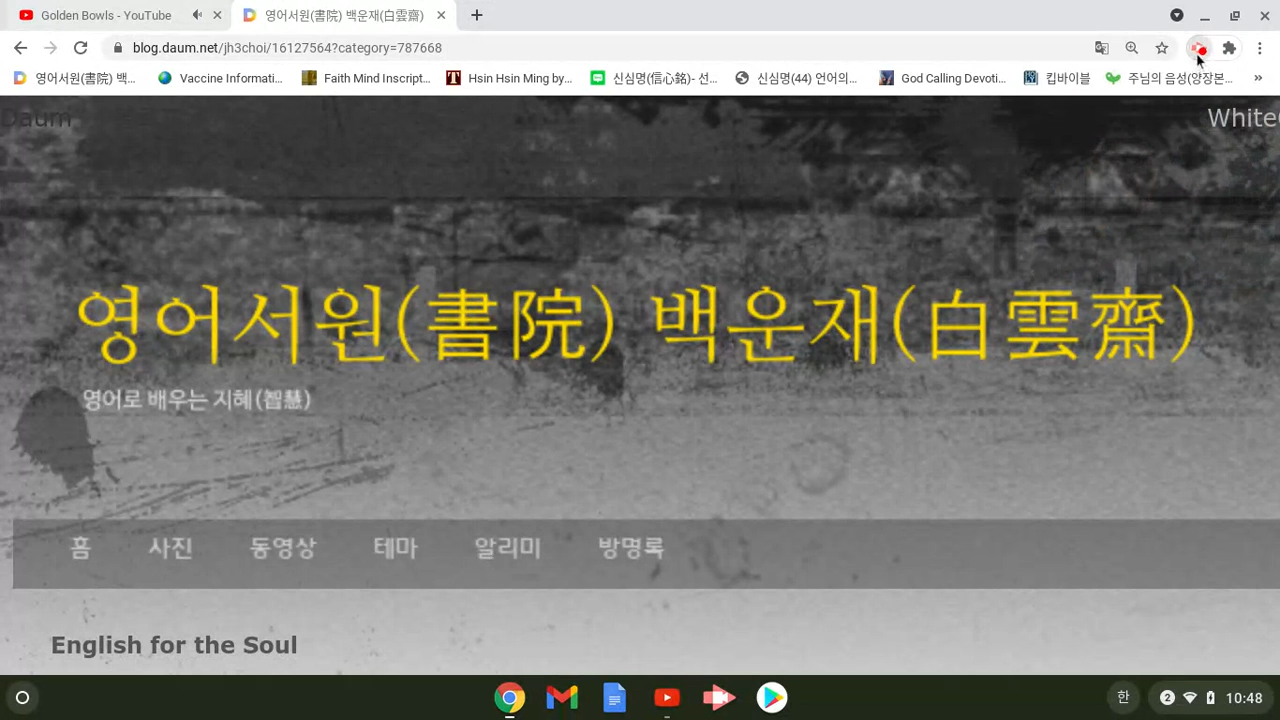 Golden Bowls - YouTube
영어서원(書院) 백운재(白雲齋)
blog.daum.net/jh3choi/16127564?category=787668
영어서원(書院) 백...
Vaccine Informati...
Faith Mind Inscript...
Hsin Hsin Ming by...
신심명(信心銘)- 선...
신심명(44) 언어의...
God Calling Devoti...
킵바이블
주님의 음성(양장본...
Daum
White
영어서원(書院) 백운재(白雲齋)
영어로 배우는 지혜(智慧)
홈 사진 동영상 테마 알리미 방명록
English for the Soul
한
2
10:48